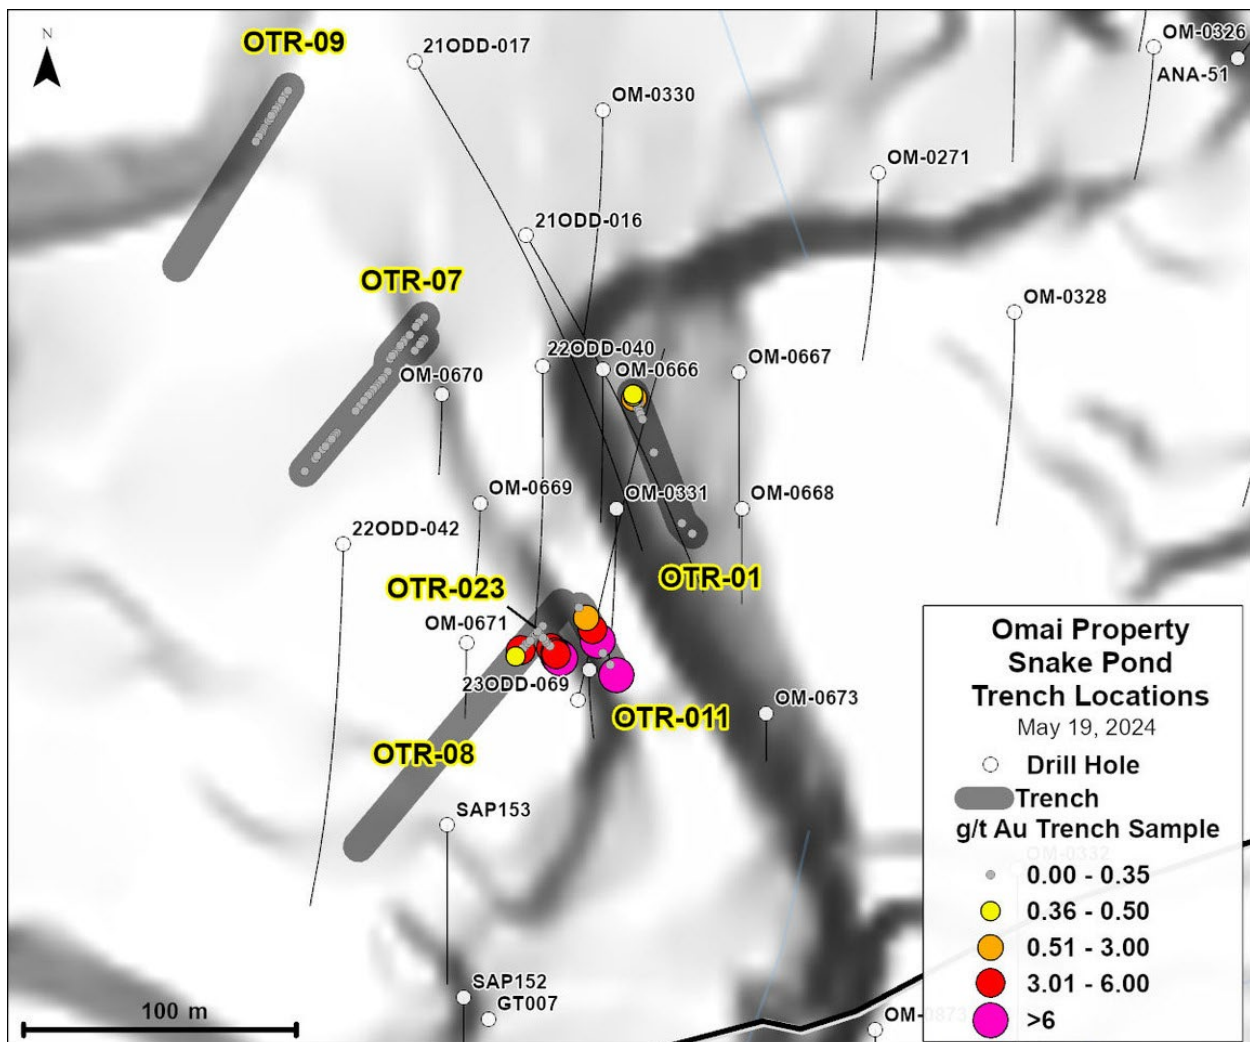 N
OTR-09
21ODD-017
OM-0326
ANA-51
OM-0330
OM-0271
21ODD-016
OTR-07
OM-0328
22ODD-040
OM-0670
OM-0666
OM-0667
OM-0669
OM-0331
OM-0668
22ODD-042
OTR-023
OTR-01
OM-0671
23ODD-069
OTR-011
OM-0673
OTR-08
SAP153
SAP152
GT007
100 m
OM-0873
Omai Property
Snake Pond
Trench Locations
May 19, 2024
Drill Hole
Trench
g/t Au Trench Sample
OM-0332
0.00 - 0.35
0.36 - 0.50
0.51 - 3.00
3.01 - 6.00
>6